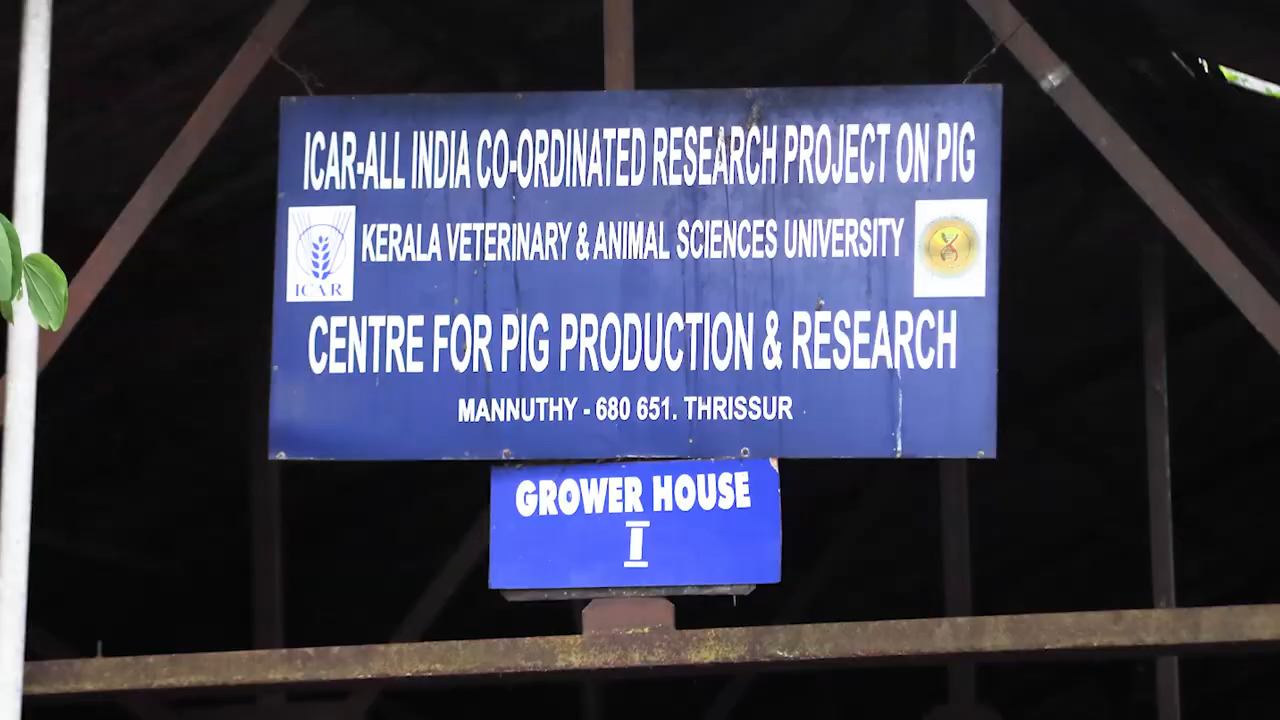 ICAR-ALL INDIA CO-ORDINATED RESEARCH PROJECT ON PIG
ICAR
KERALA VETERINARY & ANIMAL SCIENCES UNIVERSITY
CENTRE FOR PIG PRODUCTION & RESEARCH
MANNUTHY - 680 651. THRISSUR
GROWER HOUSE
I